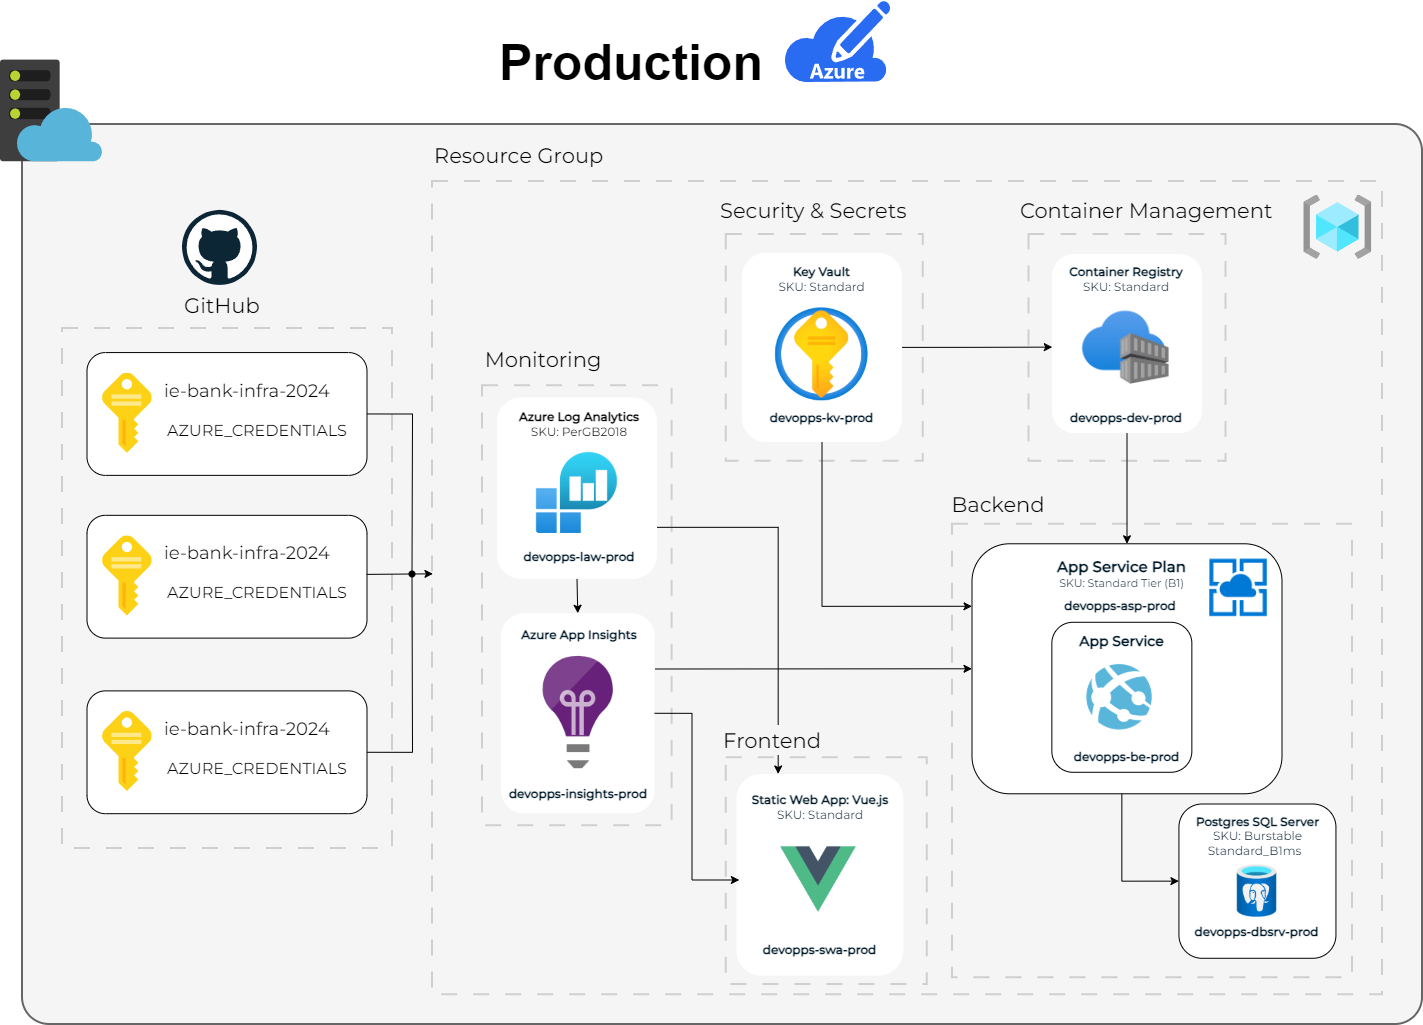 Production
Azure
Resource Group
Security & Secrets
Container Management
GitHub
Key Vault
SKU: Standard
devopps-kv-prod
Container Registry
SKU: Standard
devopps-dev-prod
ie-bank-infra-2024
AZURE_CREDENTIALS
ie-bank-infra-2024
AZURE_CREDENTIALS
ie-bank-infra-2024
AZURE_CREDENTIALS
Monitoring
Azure Log Analytics
SKU: PerGB2018
devopps-law-prod
Azure App Insights
devopps-insights-prod
Backend
App Service Plan
SKU: Standard Tier (B1)
devopps-asp-prod
App Service
devopps-be-prod
Frontend
Static Web App: Vue.js
SKU: Standard
devopps-swa-prod
Postgres SQL Server
SKU: Burstable
Standard_B1ms
devopps-dbsrv-prod